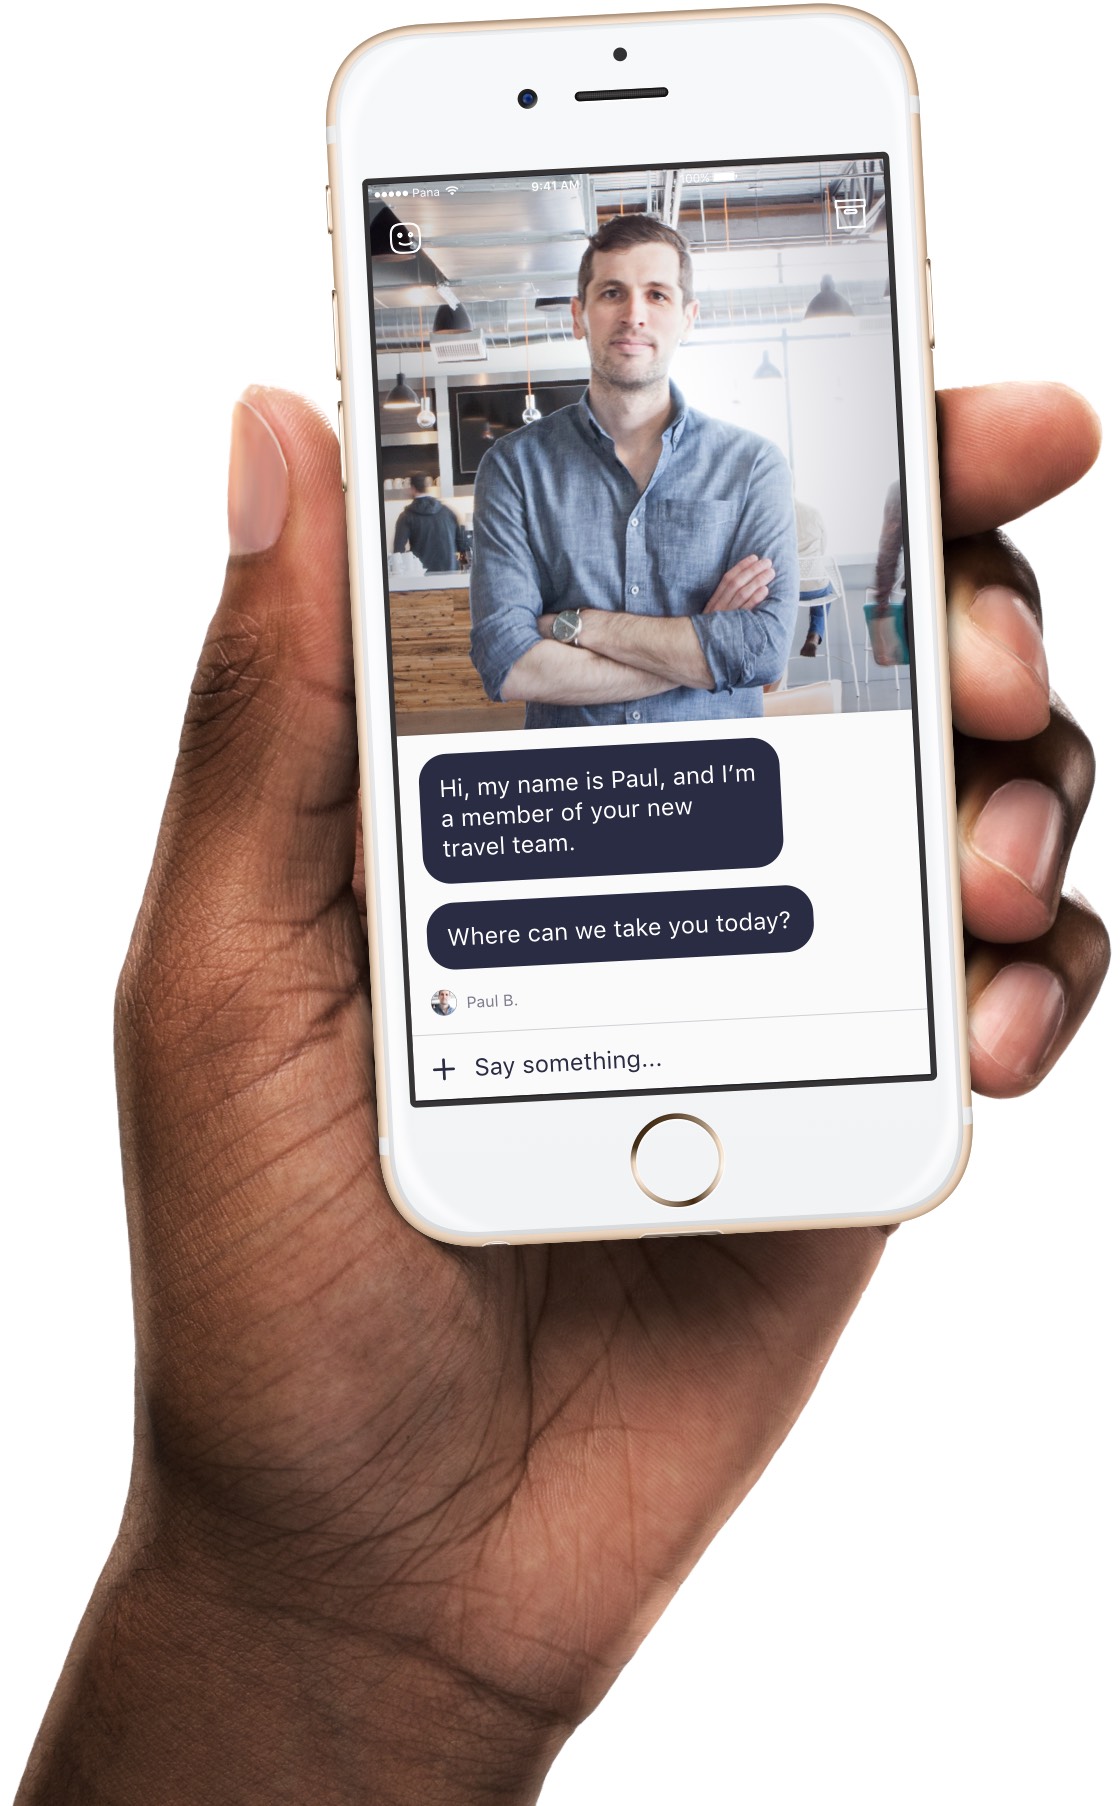 Pana 9:41 AM 100%
Hi, my name is Paul, and I’m
a member of your new
travel team.
Where can we take you today?
Paul B.
Say something...